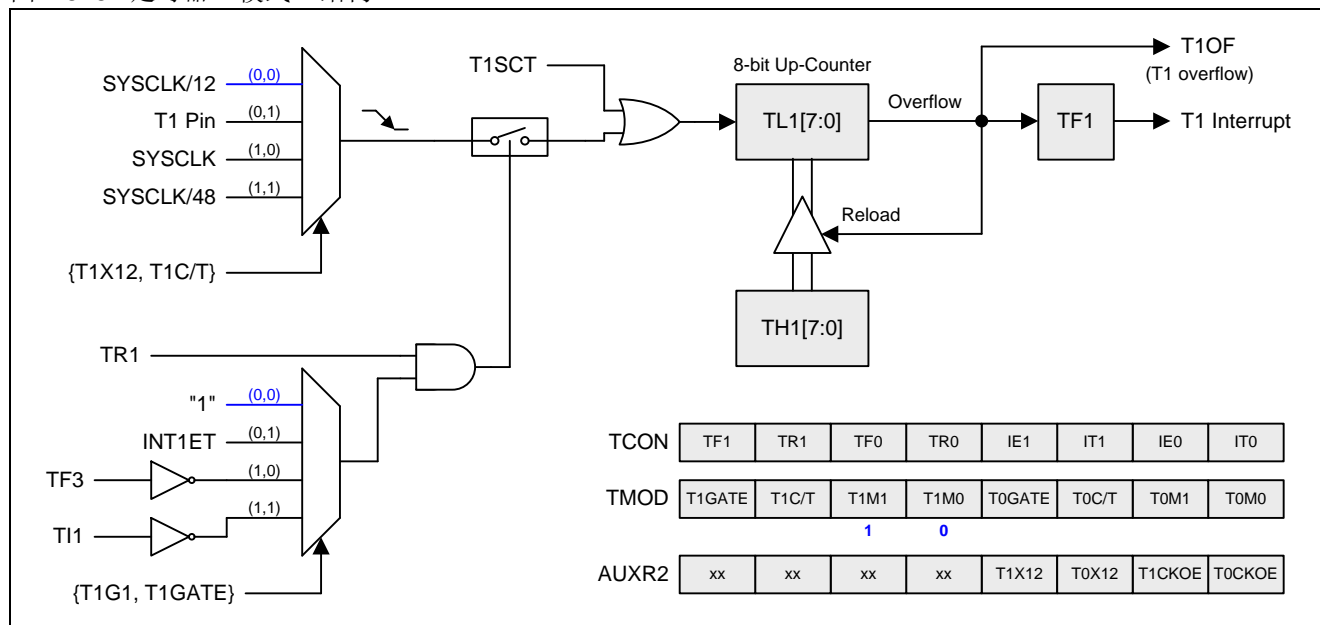 SYSCLK/12 (0,0)
T1 Pin (0,1)
SYSCLK (1,0)
SYSCLK/48 (1,1)
{T1X12, T1C/T}
T1SCT
8-bit Up-Counter
TL1[7:0]
Overflow
T1OF
(T1 overflow)
TF1
T1 Interrupt
Reload
TH1[7:0]
TR1
"1" (0,0)
INT1ET (0,1)
TF3 (1,0)
TI1 (1,1)
{T1G1, T1GATE}
TCON TF1 TR1 TF0 TR0 IE1 IT1 IE0 IT0
TMOD T1GATE T1C/T T1M1 T1M0 T0GATE T0C/T T0M1 T0M0
1 0
AUXR2 xx xx xx xx T1X12 T0X12 T1CKOE T0CKOE